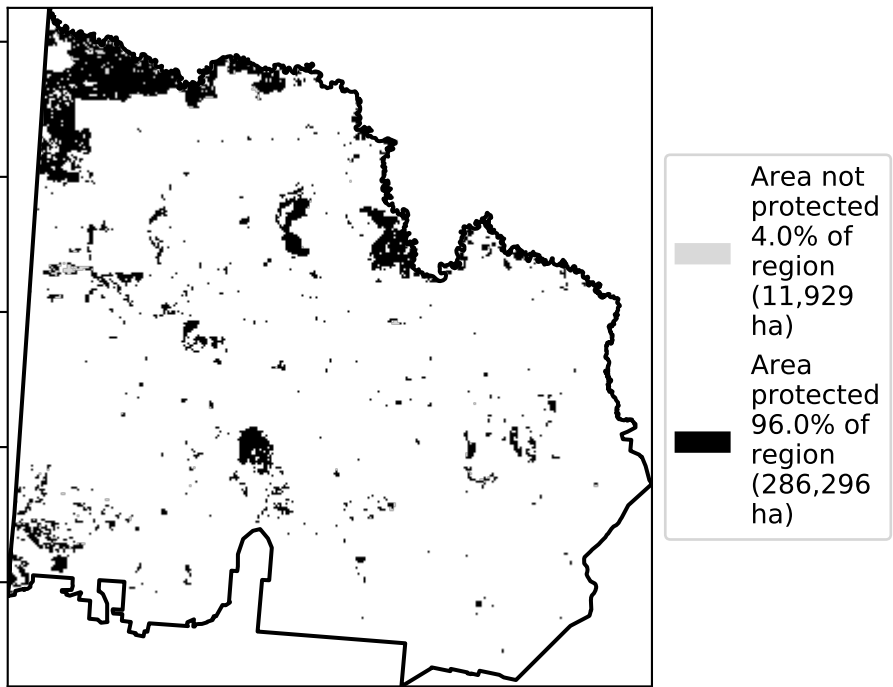 Area not
protected
4.0% of
region
(11,929
ha)
Area
protected
96.0% of
region
(286,296
ha)